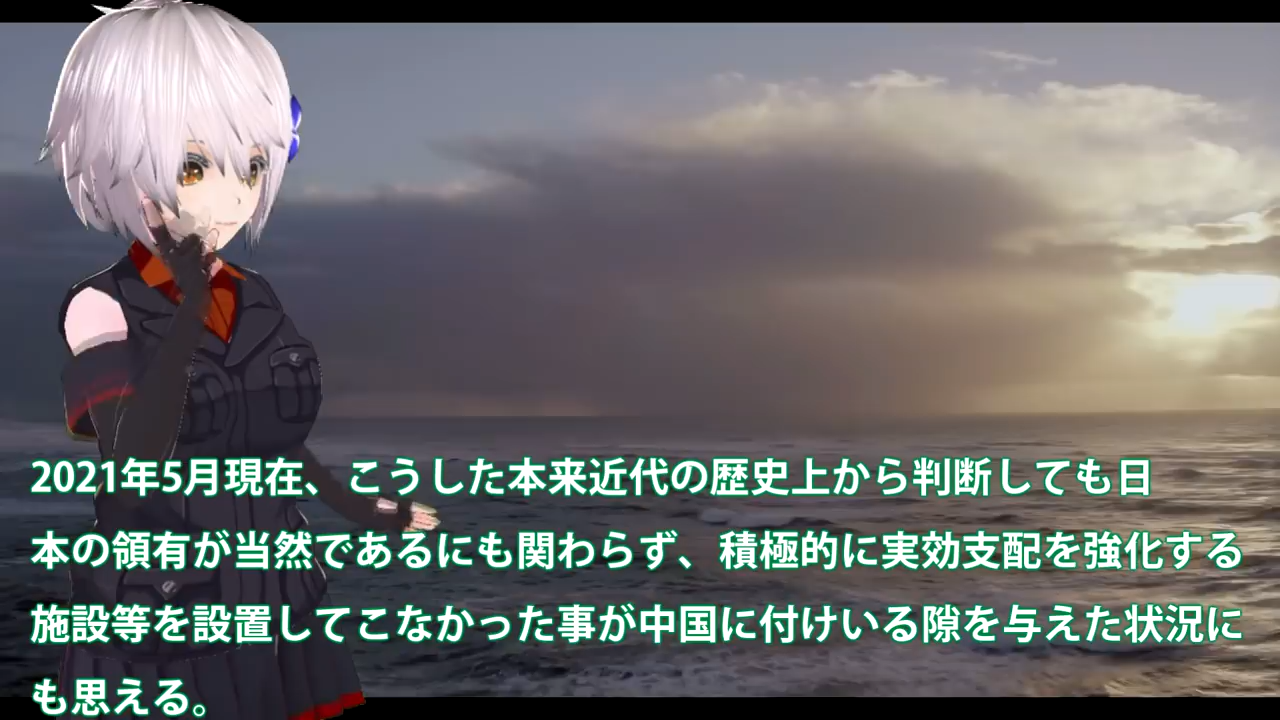 2021年5月現在、こうした本来近代の歴史上から判断しても日
本の領有が当然であるにも関わらず、積極的に実効支配を強化する
施設等を設置してこなかった事が中国に付けいる隙を与えた状況に
も思える。